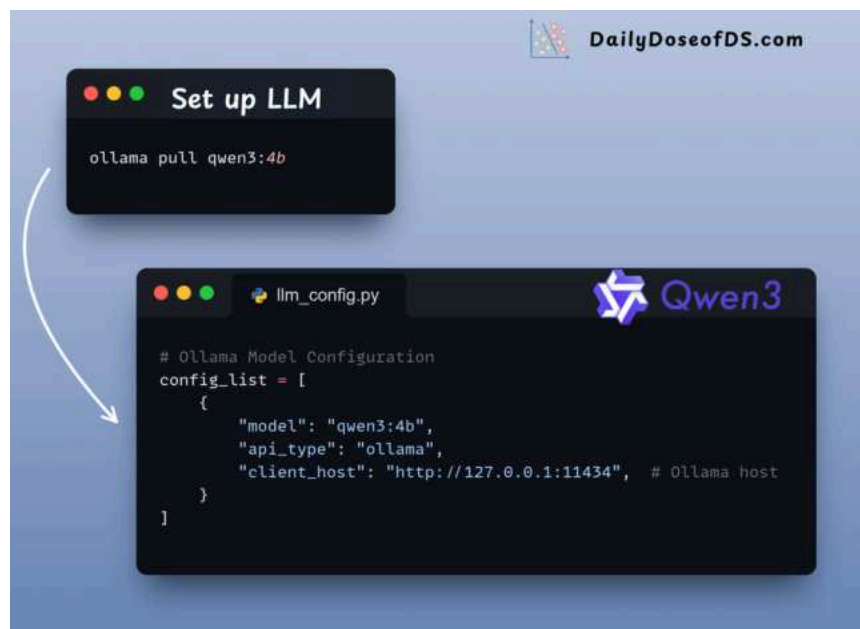 DailyDoseofDS.com
Set up LLM
ollama pull qwen3:4b
llm_config.py
Qwen3
# Ollama Model Configuration
config_list = [
    {
        "model": "qwen3:4b",
        "api_type": "ollama",
        "client_host": "http://127.0.0.1:11434",  # Ollama host
    }
]